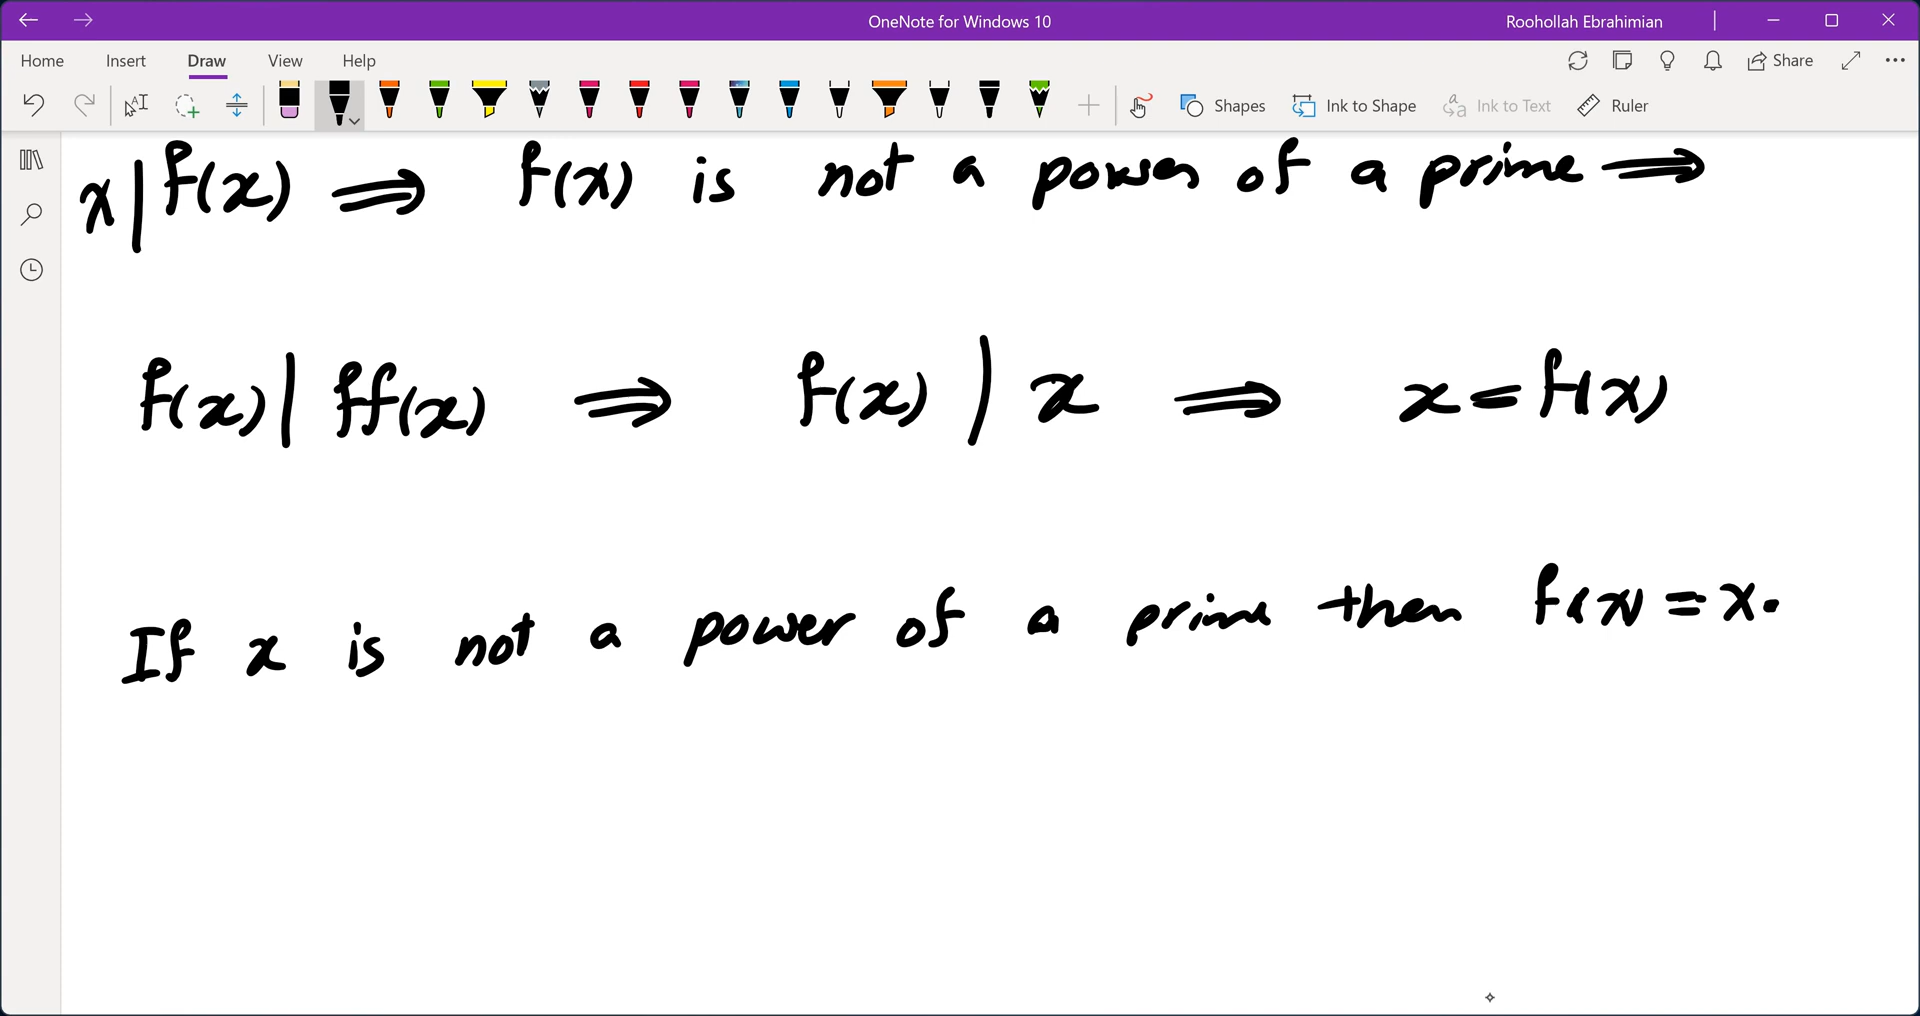 OneNote for Windows 10
Roohollah Ebrahimian
Home Insert Draw View Help
Share
Shapes Ink to Shape Ink to Text Ruler
x | f(x) ⟹ f(x) is not a power of a prime ⟹
f(x) | ff(x) ⟹ f(x) | x ⟹ x = f(x)
If x is not a power of a prime then f(x) = x.